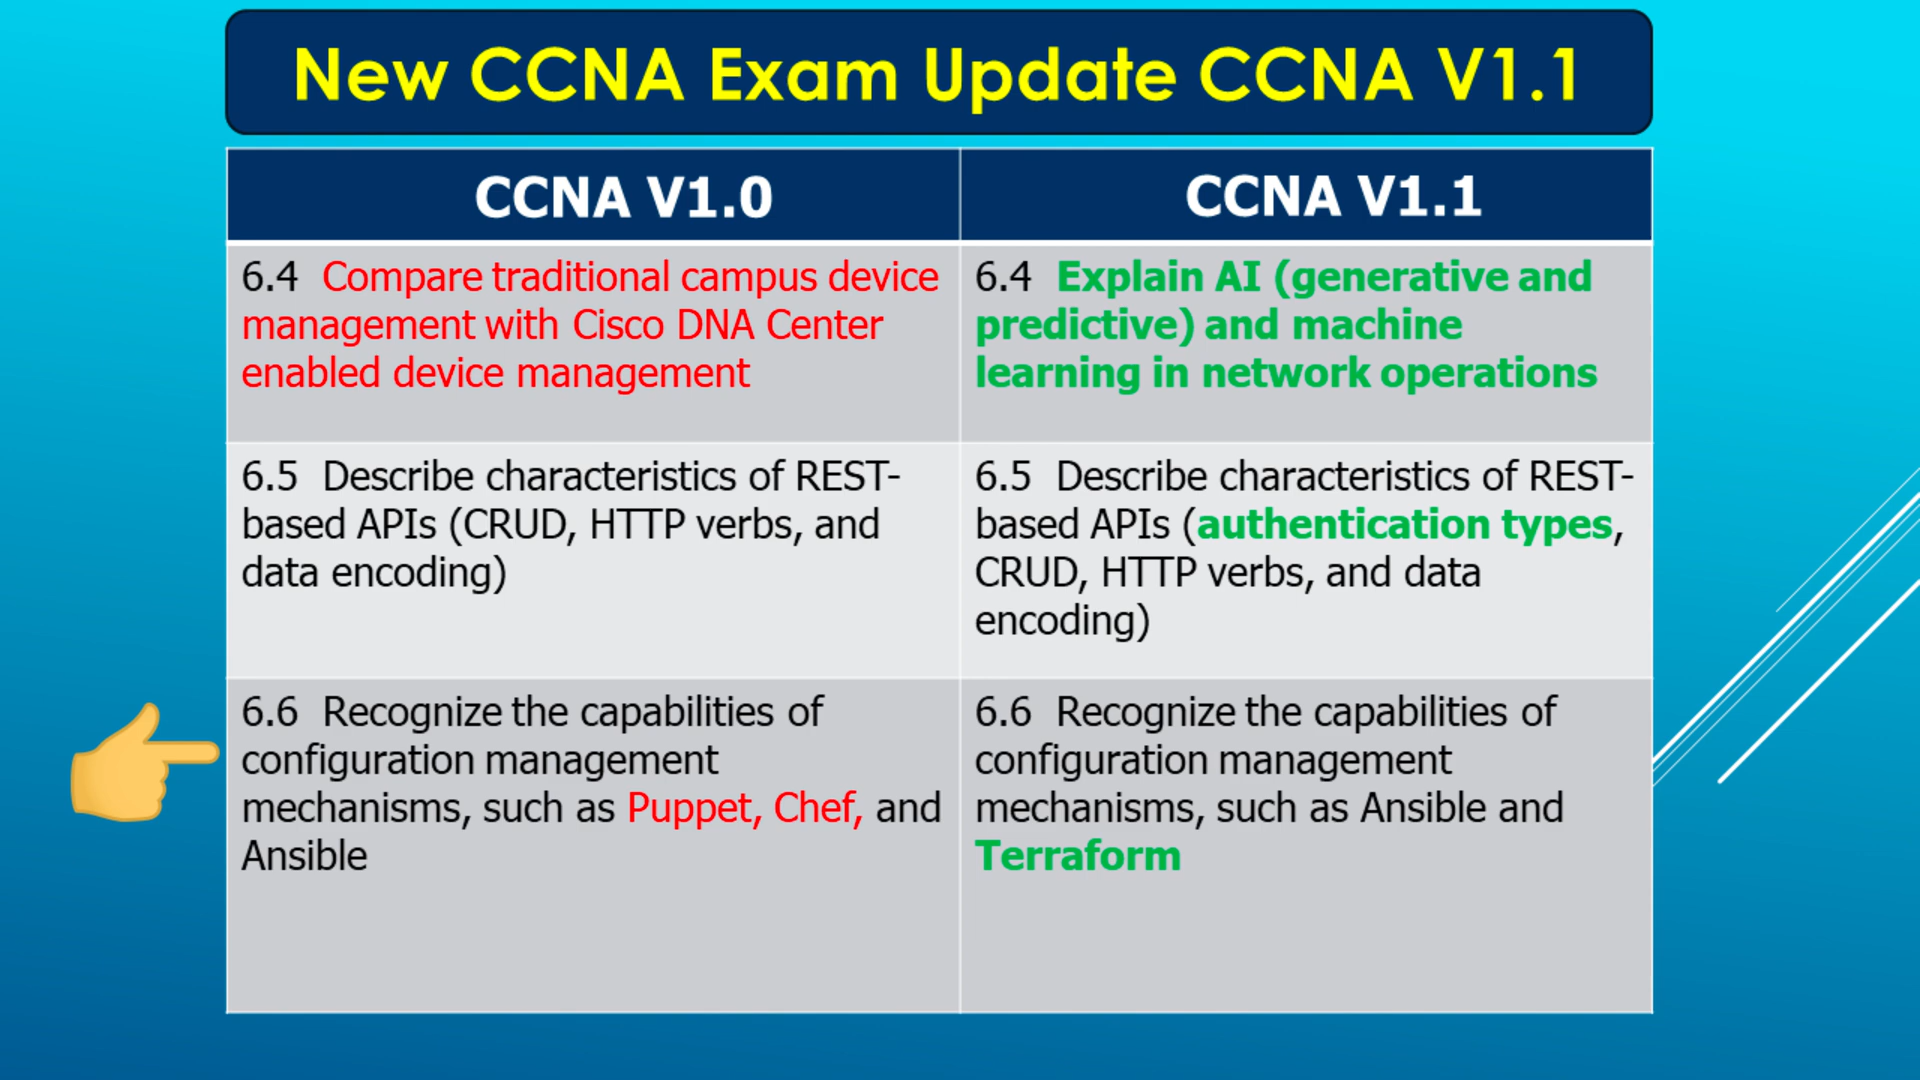 New CCNA Exam Update CCNA V1.1
CCNA V1.0
CCNA V1.1
6.4 Compare traditional campus device
management with Cisco DNA Center
enabled device management
6.4 Explain AI (generative and
predictive) and machine
learning in network operations
6.5 Describe characteristics of REST-
based APIs (CRUD, HTTP verbs, and
data encoding)
6.5 Describe characteristics of REST-
based APIs (authentication types,
CRUD, HTTP verbs, and data
encoding)
6.6 Recognize the capabilities of
configuration management
mechanisms, such as Puppet, Chef, and
Ansible
6.6 Recognize the capabilities of
configuration management
mechanisms, such as Ansible and
Terraform